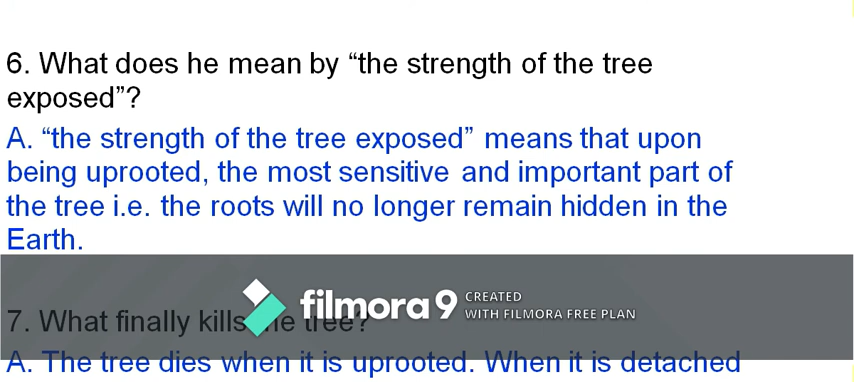 6. What does he mean by “the strength of the tree
exposed”?
A. “the strength of the tree exposed” means that upon
being uprooted, the most sensitive and important part of
the tree i.e. the roots will no longer remain hidden in the
Earth.
filmora9 CREATED
WITH FILMORA FREE PLAN
7. What finally kills the tree?
A. The tree dies when it is uprooted. When it is detached